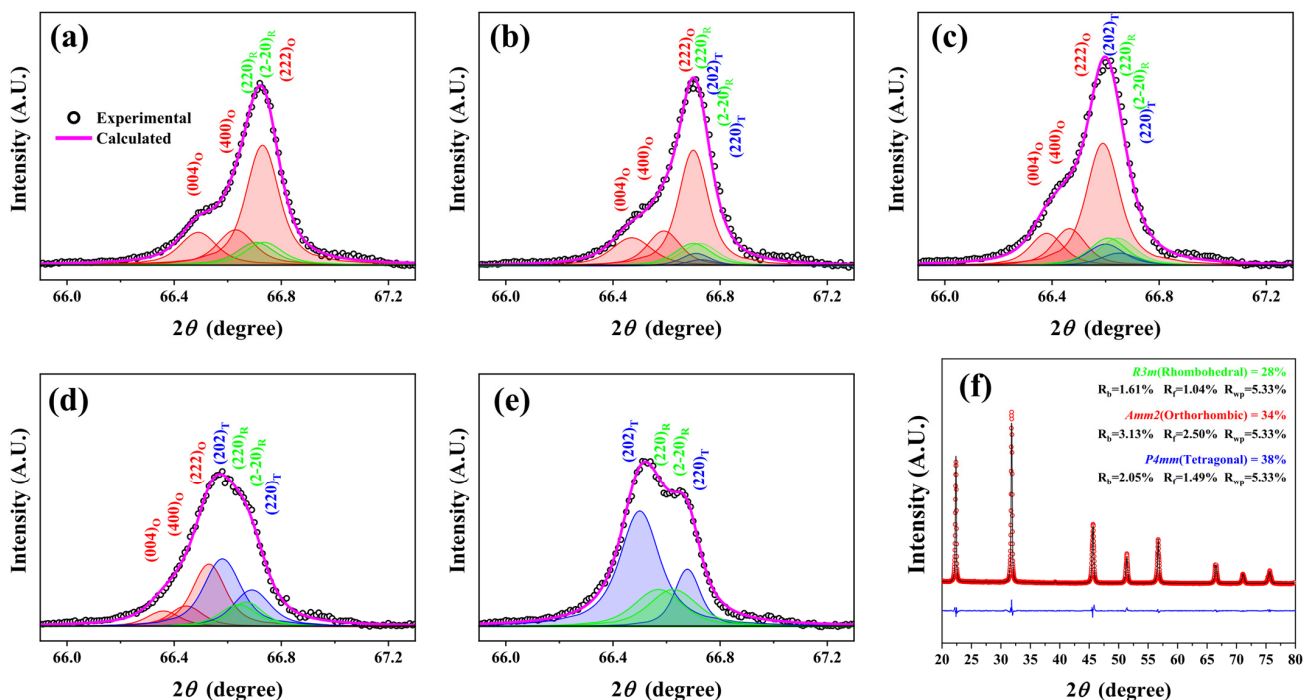 (a)
(220)R
(2-20)R
(222)O
(400)O
(004)O
Experimental
Calculated
Intensity (A.U.)
66.0 66.4 66.8 67.2
2θ (degree)
(b)
(222)O
(220)R
(202)T
(2-20)R
(220)T
(400)O
(004)O
Intensity (A.U.)
66.0 66.4 66.8 67.2
2θ (degree)
(c)
(222)O
(202)T
(220)R
(2-20)R
(220)T
(400)O
(004)O
Intensity (A.U.)
66.0 66.4 66.8 67.2
2θ (degree)
(d)
(004)O
(400)O
(222)O
(202)T
(220)R
(2-20)R
(220)T
Intensity (A.U.)
66.0 66.4 66.8 67.2
2θ (degree)
(e)
(202)T
(220)R
(2-20)R
(220)T
Intensity (A.U.)
66.0 66.4 66.8 67.2
2θ (degree)
(f)
R3m(Rhombohedral) = 28%
Rb=1.61% Rf=1.04% Rwp=5.33%
Amm2(Orthorhombic) = 34%
Rb=3.13% Rf=2.50% Rwp=5.33%
P4mm(Tetragonal) = 38%
Rb=2.05% Rf=1.49% Rwp=5.33%
Intensity (A.U.)
20 25 30 35 40 45 50 55 60 65 70 75 80
2θ (degree)